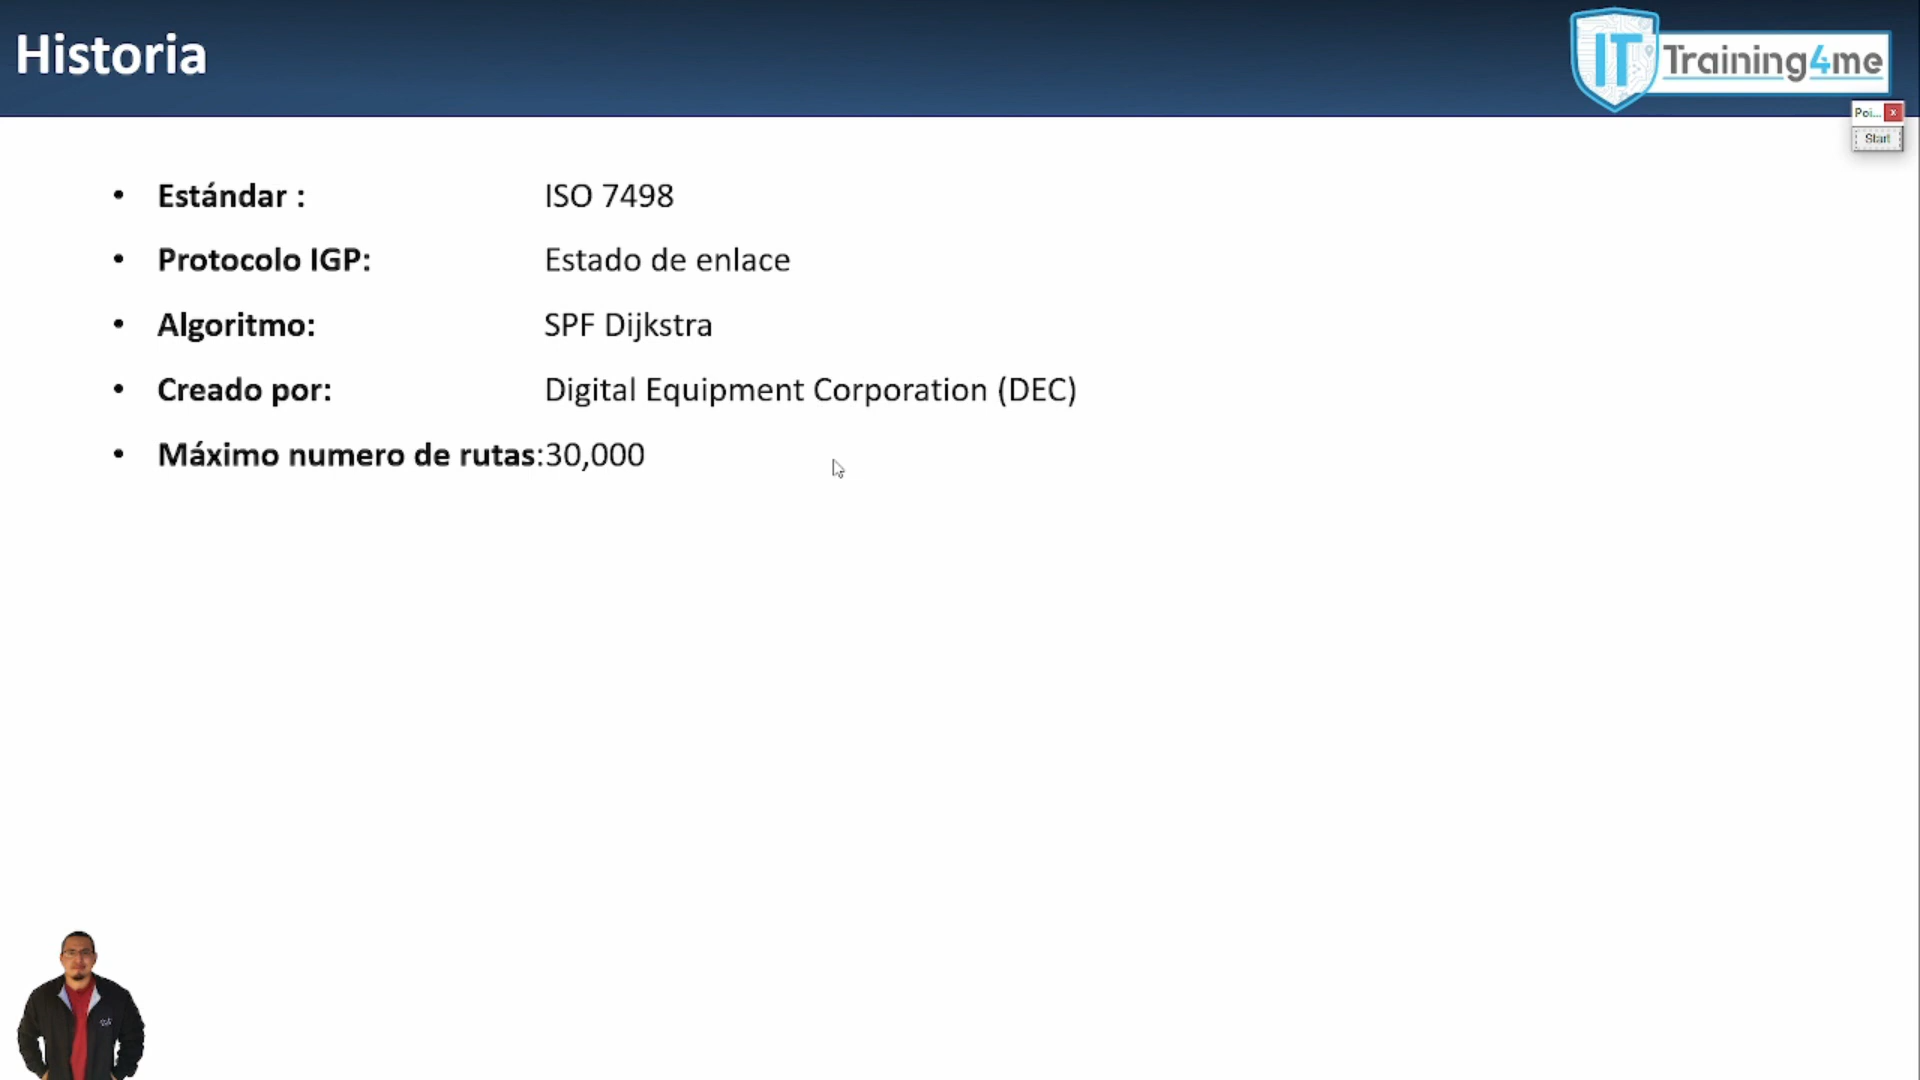 Historia
IT Training4me
Poi... x
Start
• Estándar : ISO 7498
• Protocolo IGP: Estado de enlace
• Algoritmo: SPF Dijkstra
• Creado por: Digital Equipment Corporation (DEC)
• Máximo numero de rutas:30,000